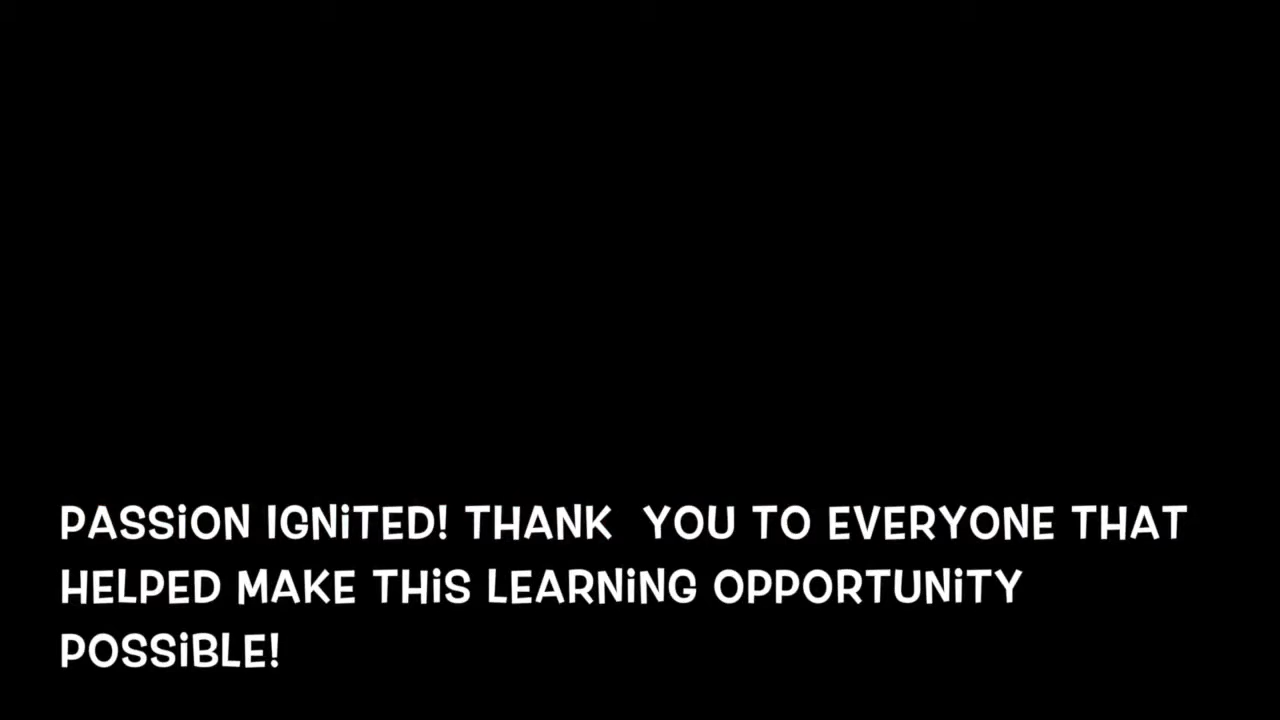 PASSiON IGNiTED! THANK  YOU TO EVERYONE THAT
HELPED MAKE THiS LEARNiNG OPPORTUNiTY
POSSiBLE!